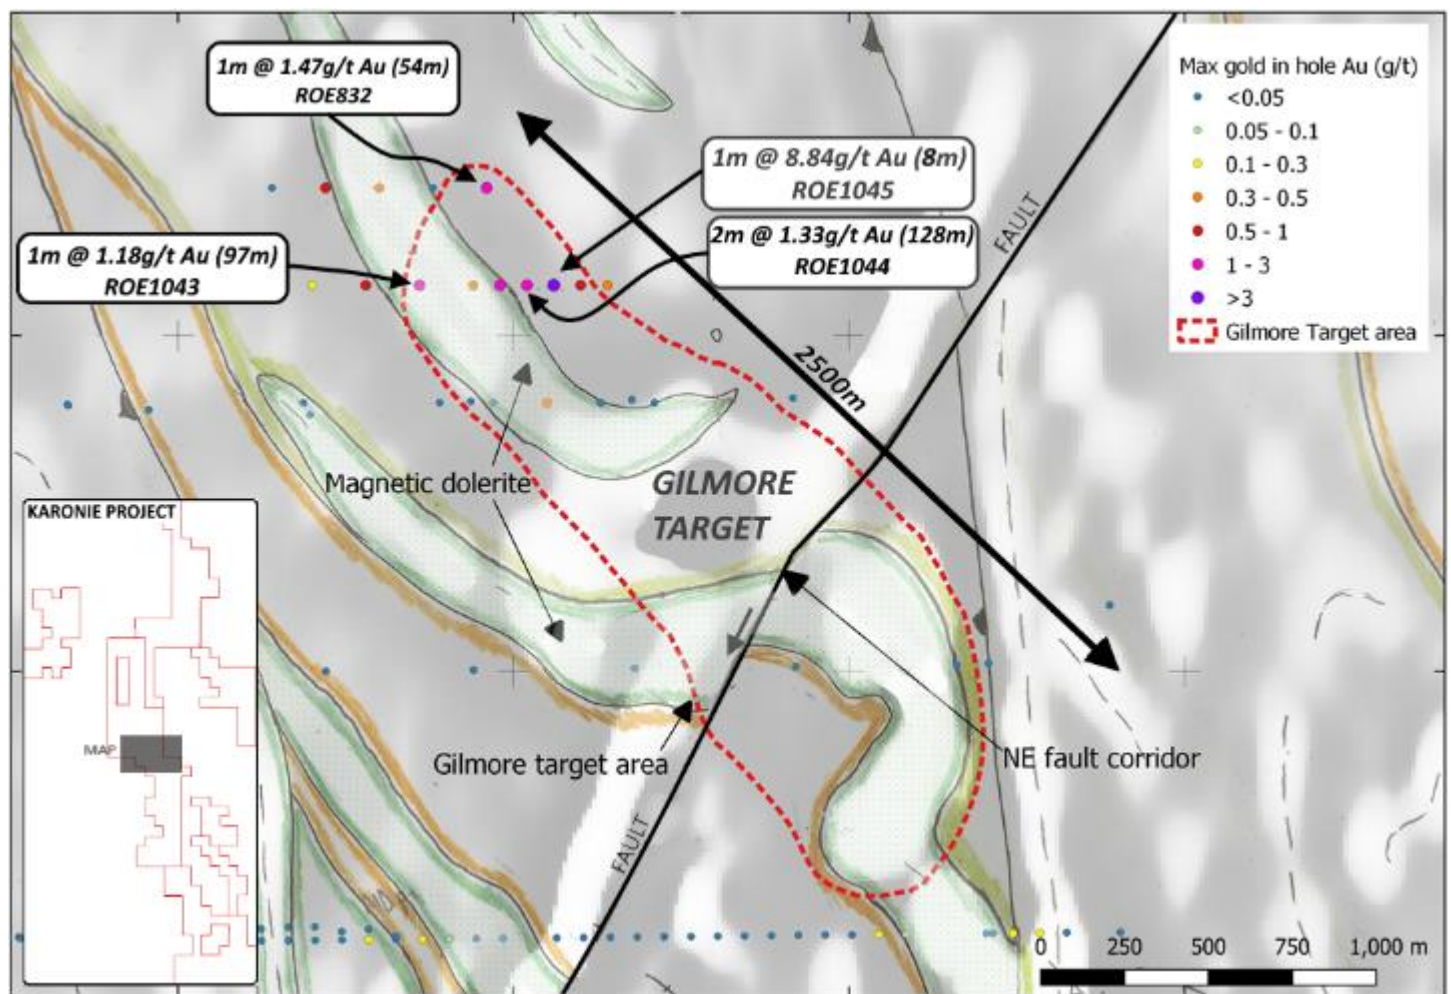 1m @ 1.47g/t Au (54m)
ROE832
1m @ 8.84g/t Au (8m)
ROE1045
2m @ 1.33g/t Au (128m)
ROE1044
1m @ 1.18g/t Au (97m)
ROE1043
Max gold in hole Au (g/t)
<0.05
0.05 - 0.1
0.1 - 0.3
0.3 - 0.5
0.5 - 1
1 - 3
>3
Gilmore Target area
FAULT
2500m
Magnetic dolerite
GILMORE
TARGET
KARONIE PROJECT
MAP
Gilmore target area
NE fault corridor
FAULT
0 250 500 750 1,000 m